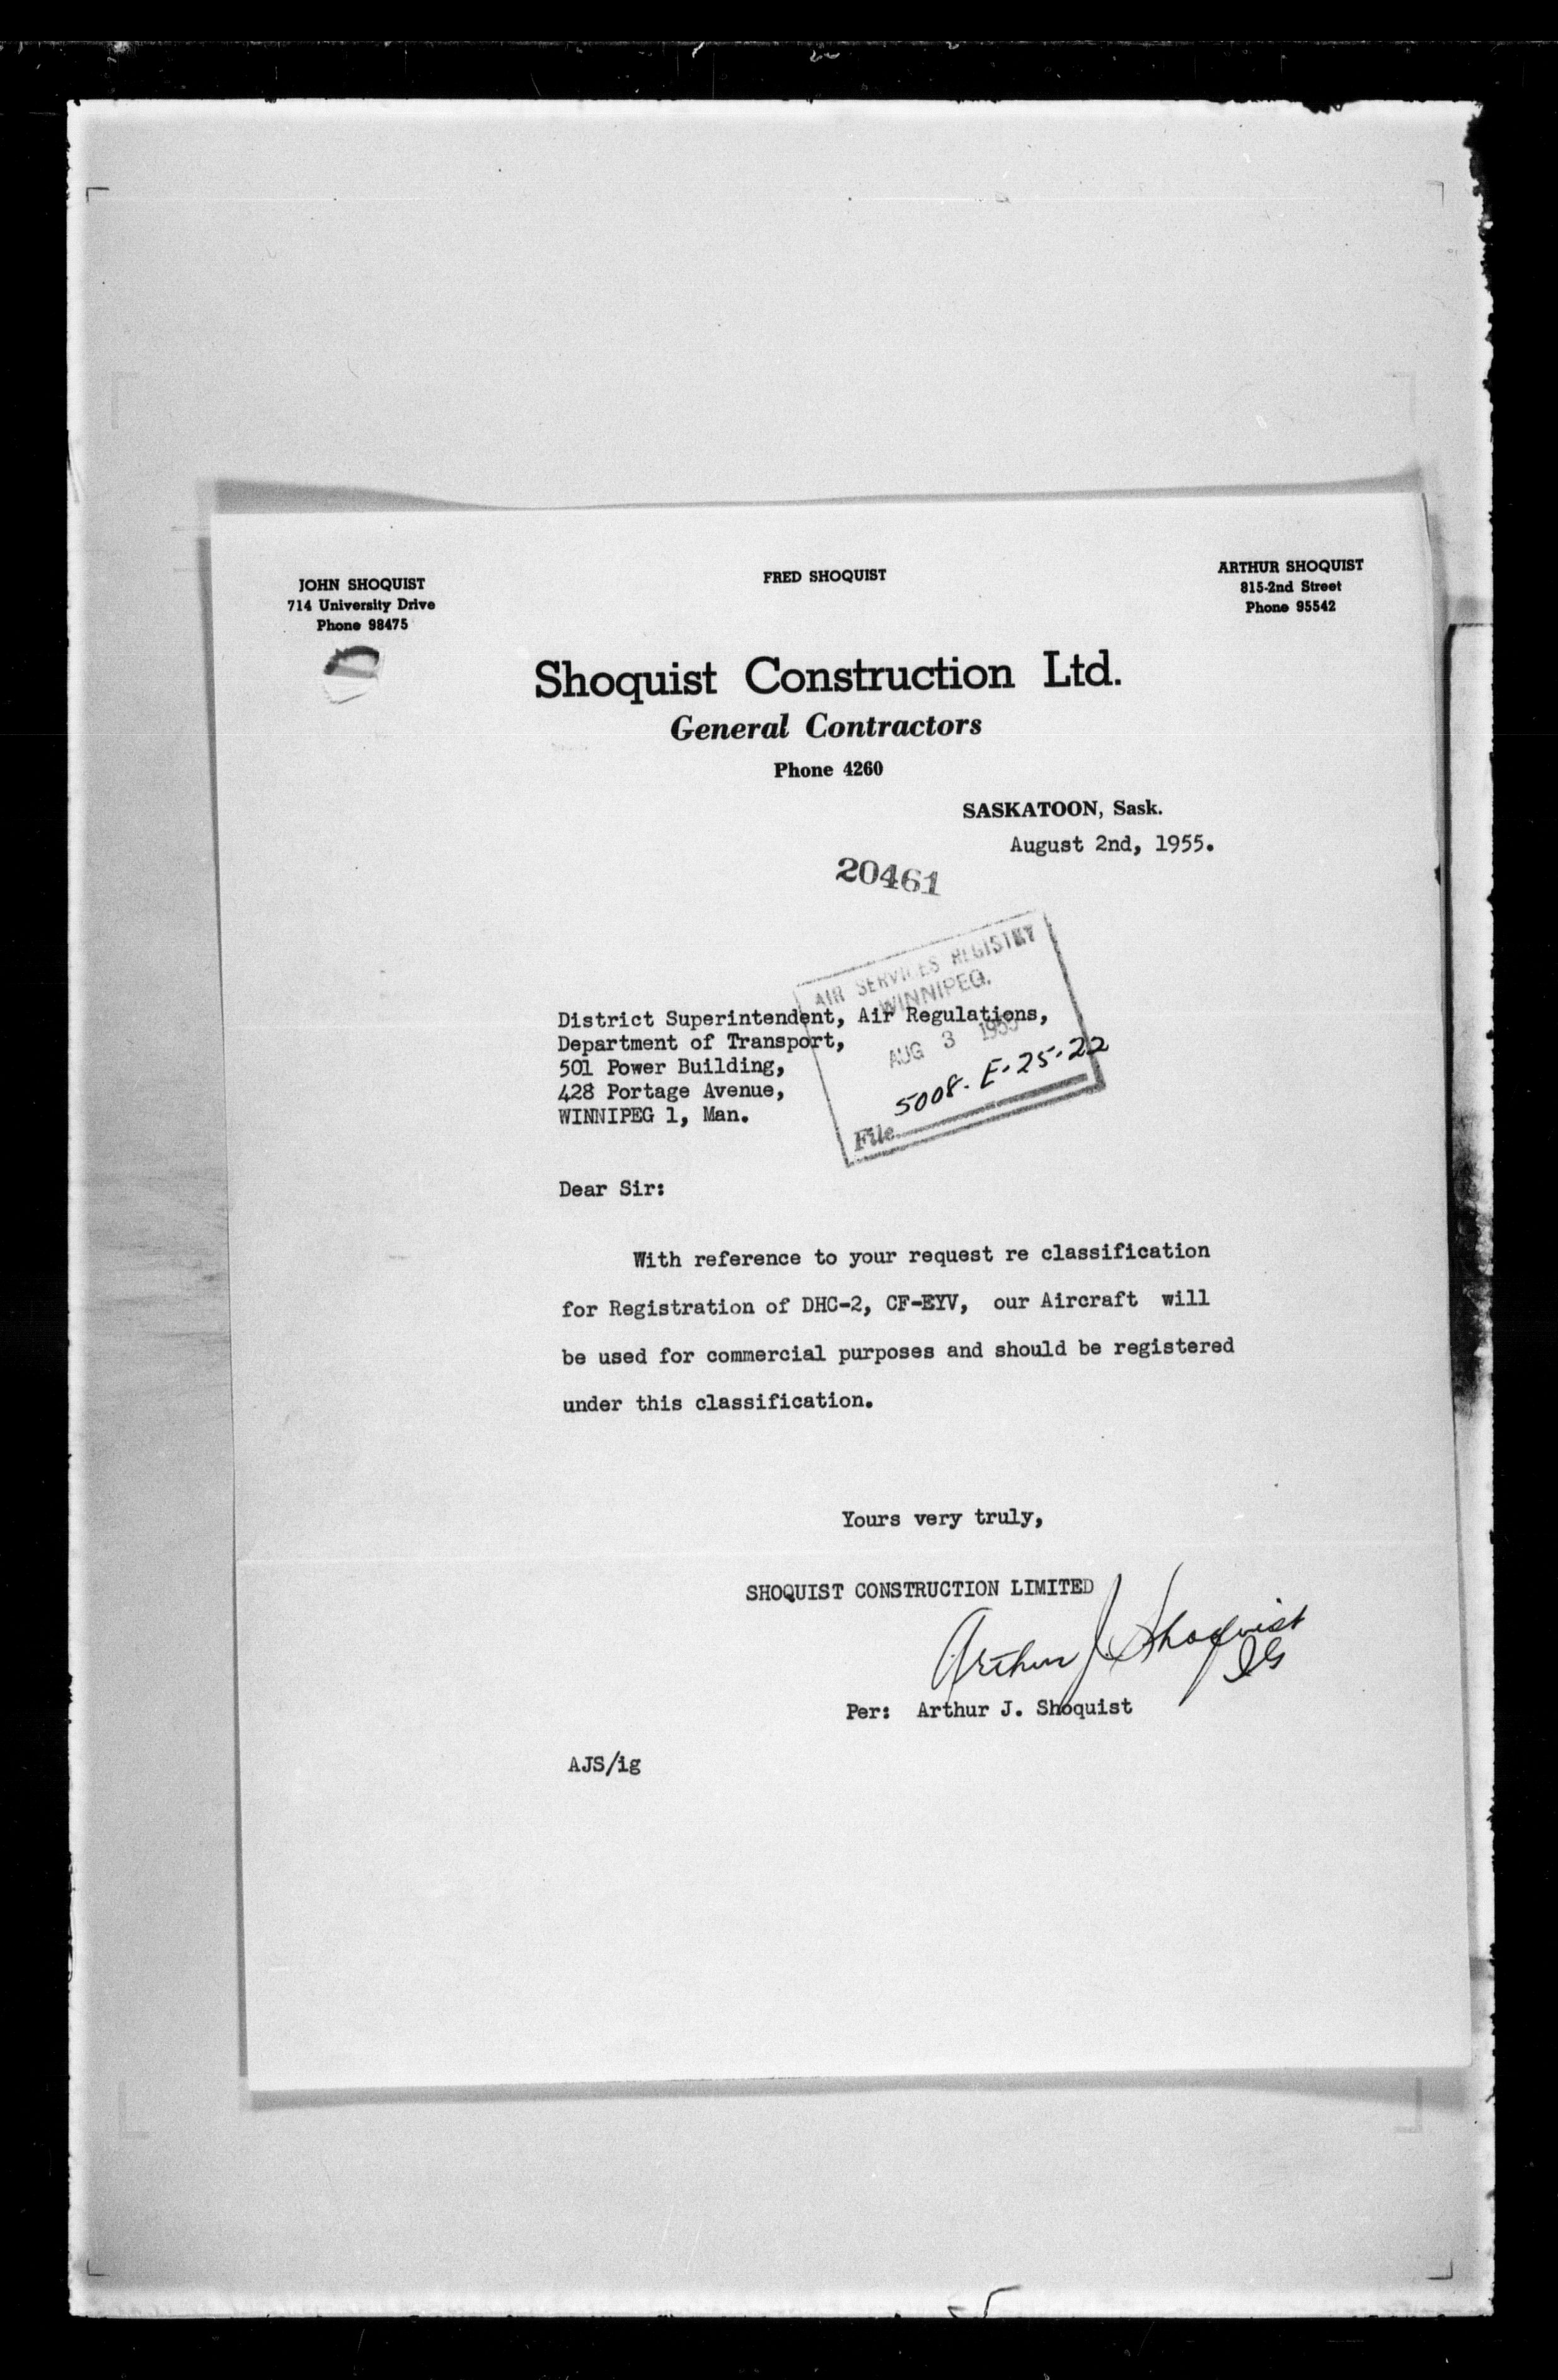 JOHN SHOQUIST
714 University Drive
Phone 98475
FRED SHOQUIST
ARTHUR SHOQUIST
815-2nd Street
Phone 95542
D
Shoquist Construction Ltd.
General Contractors
Phone 4260
SASKATOON, Sask.
August 2nd, 1955.
20461
AIR SERVICES REGISTRY
WINNIPEG.
AUG 3 1955
5008-E-25-22
File
District Superintendent, Air Regulations,
Department of Transport,
501 Power Building,
428 Portage Avenue,
WINNIPEG 1, Man.
Dear Sir:
With reference to your request re classification
for Registration of DHC-2, CF-EYV, our Aircraft will
be used for commercial purposes and should be registered
under this classification.
Yours very truly,
SHOQUIST CONSTRUCTION LIMITED
Arthur J. Shoquist
IG
Per: Arthur J. Shoquist
AJS/ig